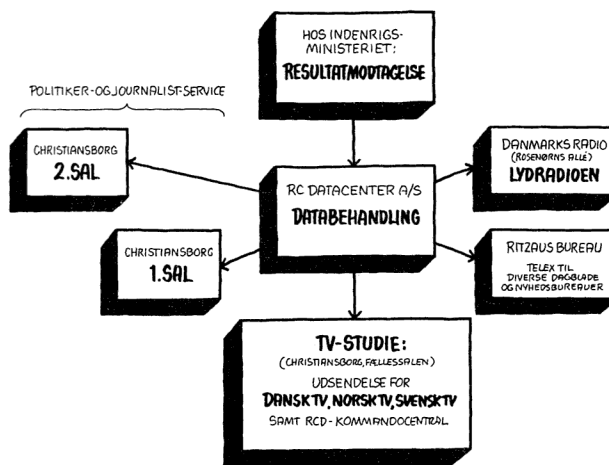 HOS INDENRIGS-
MINISTERIET:
RESULTATMODTAGELSE
POLITIKER-OG JOURNALIST-SERVICE
CHRISTIANSBORG
2.SAL
DANMARKS RADIO
(ROSENØRNS ALLÉ)
LYDRADIOEN
RC DATACENTER A/S
DATABEHANDLING
CHRISTIANSBORG
1.SAL
RITZAUS BUREAU
TELEX TIL
DIVERSE DAGBLADE
OG NYHEDSBUREAUER
TV-STUDIE:
(CHRISTIANSBORG, FÆLLESSALEN)
UDSENDELSE FOR
DANSK TV, NORSK TV, SVENSK TV
SAMT RCD-KOMMANDOCENTRAL